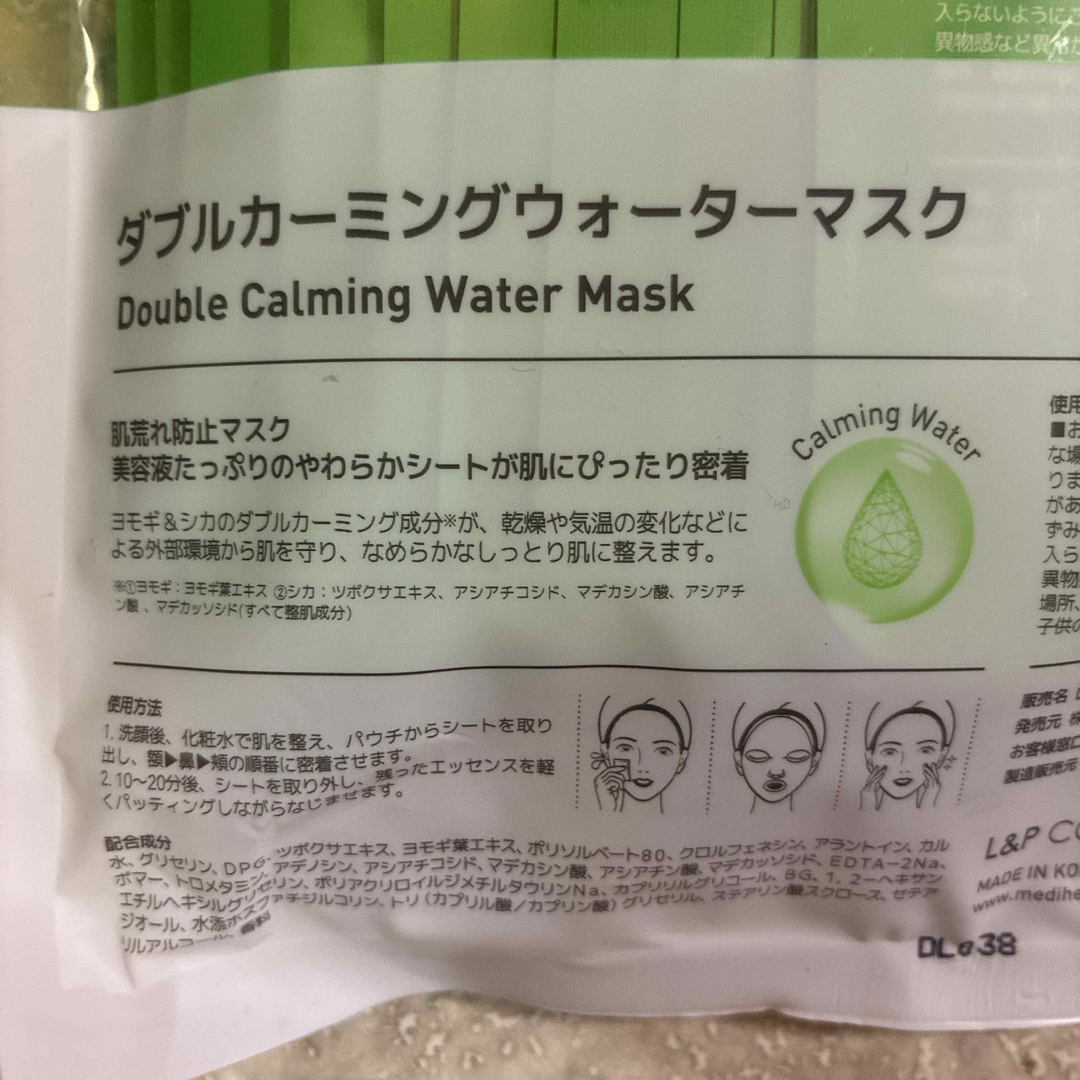 入らないようにご
異物感など異常が
ダブルカーミングウォーターマスク
Double Calming Water Mask
肌荒れ防止マスク
美容液たっぷりのやわらかシートが肌にぴったり密着
ヨモギ&シカのダブルカーミング成分※が、乾燥や気温の変化などに
よる外部環境から肌を守り、なめらかなしっとり肌に整えます。
※①ヨモギ:ヨモギ葉エキス ②シカ:ツボクサエキス、アシアチコシド、マデカシン酸、アシアチ
ン酸 、マデカッソシド(すべて整肌成分)
Calming Water
使用
■お
な場
りま
があ
ずみ
入ら
異物
場所、
子供の
使用方法
1. 洗顔後、化粧水で肌を整え、パウチからシートを取り
出し、顎▶鼻▶頬の順番に密着させます。
2. 10〜20分後、シートを取り外し、残ったエッセンスを軽
くパッティングしながらなじませます。
販売名
発売元 株
お客様窓口
製造販売元
配合成分
水、グリセリン、DPG、ツボクサエキス、ヨモギ葉エキス、ポリソルベート80、クロルフェネシン、アラントイン、カル
ボマー、トロメタミン、アデノシン、アシアチコシド、マデカシン酸、アシアチン酸、マデカッソシド、EDTA-2Na、
エチルヘキシルグリセリン、ポリアクリロイルジメチルタウリンNa、カプリリルグリコール、BG、1, 2-ヘキサン
ジオール、水添ホスファチジルコリン、トリ(カプリル酸/カプリン酸)グリセリル、ステアリン酸スクロース、セテア
リルアルコール、香料
L&P CO
MADE IN KO
www.medihe